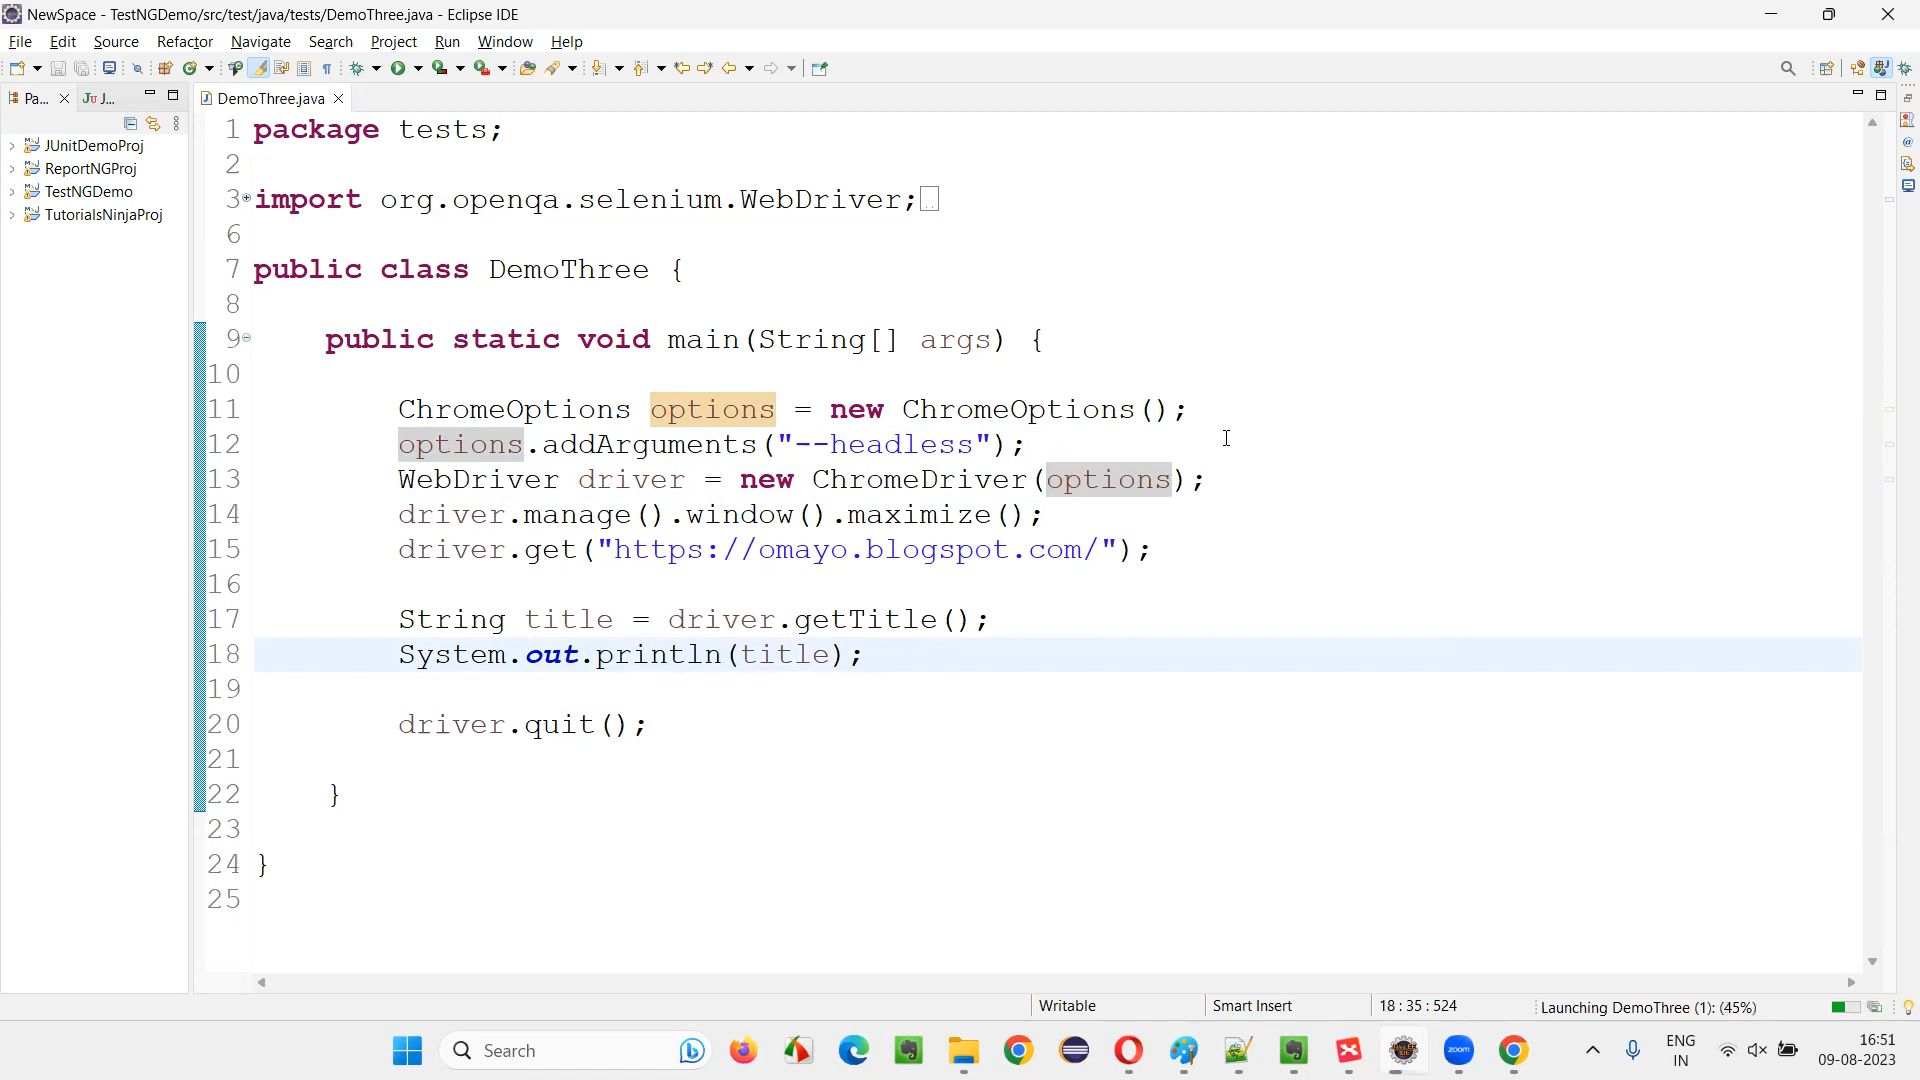 NewSpace - TestNGDemo/src/test/java/tests/DemoThree.java - Eclipse IDE
File Edit Source Refactor Navigate Search Project Run Window Help
Pa... Ju J... DemoThree.java
JUnitDemoProj
ReportNGProj
TestNGDemo
TutorialsNinjaProj
1 package tests;
2
3 import org.openqa.selenium.WebDriver;
6
7 public class DemoThree {
8
9 public static void main(String[] args) {
10
11 ChromeOptions options = new ChromeOptions();
12 options.addArguments("--headless");
13 WebDriver driver = new ChromeDriver(options);
14 driver.manage().window().maximize();
15 driver.get("https://omayo.blogspot.com/");
16
17 String title = driver.getTitle();
18 System.out.println(title);
19
20 driver.quit();
21
22 }
23
24 }
25
Writable Smart Insert 18 : 35 : 524 Launching DemoThree (1): (45%)
Search zoom ENG IN 16:51 09-08-2023